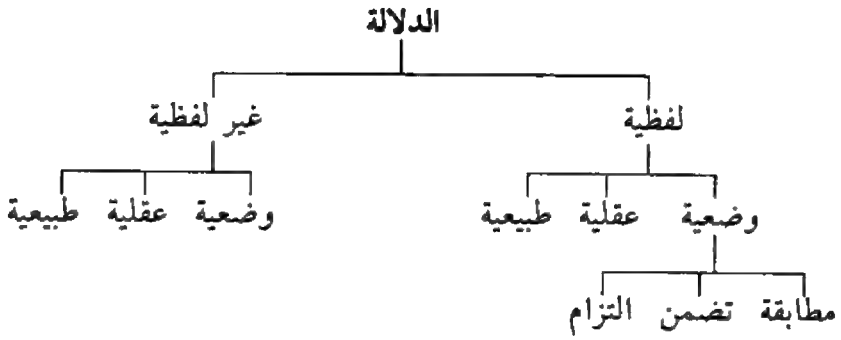 الدلالة
لفظية غير لفظية
وضعية عقلية طبيعية وضعية عقلية طبيعية
مطابقة تضمن التزام